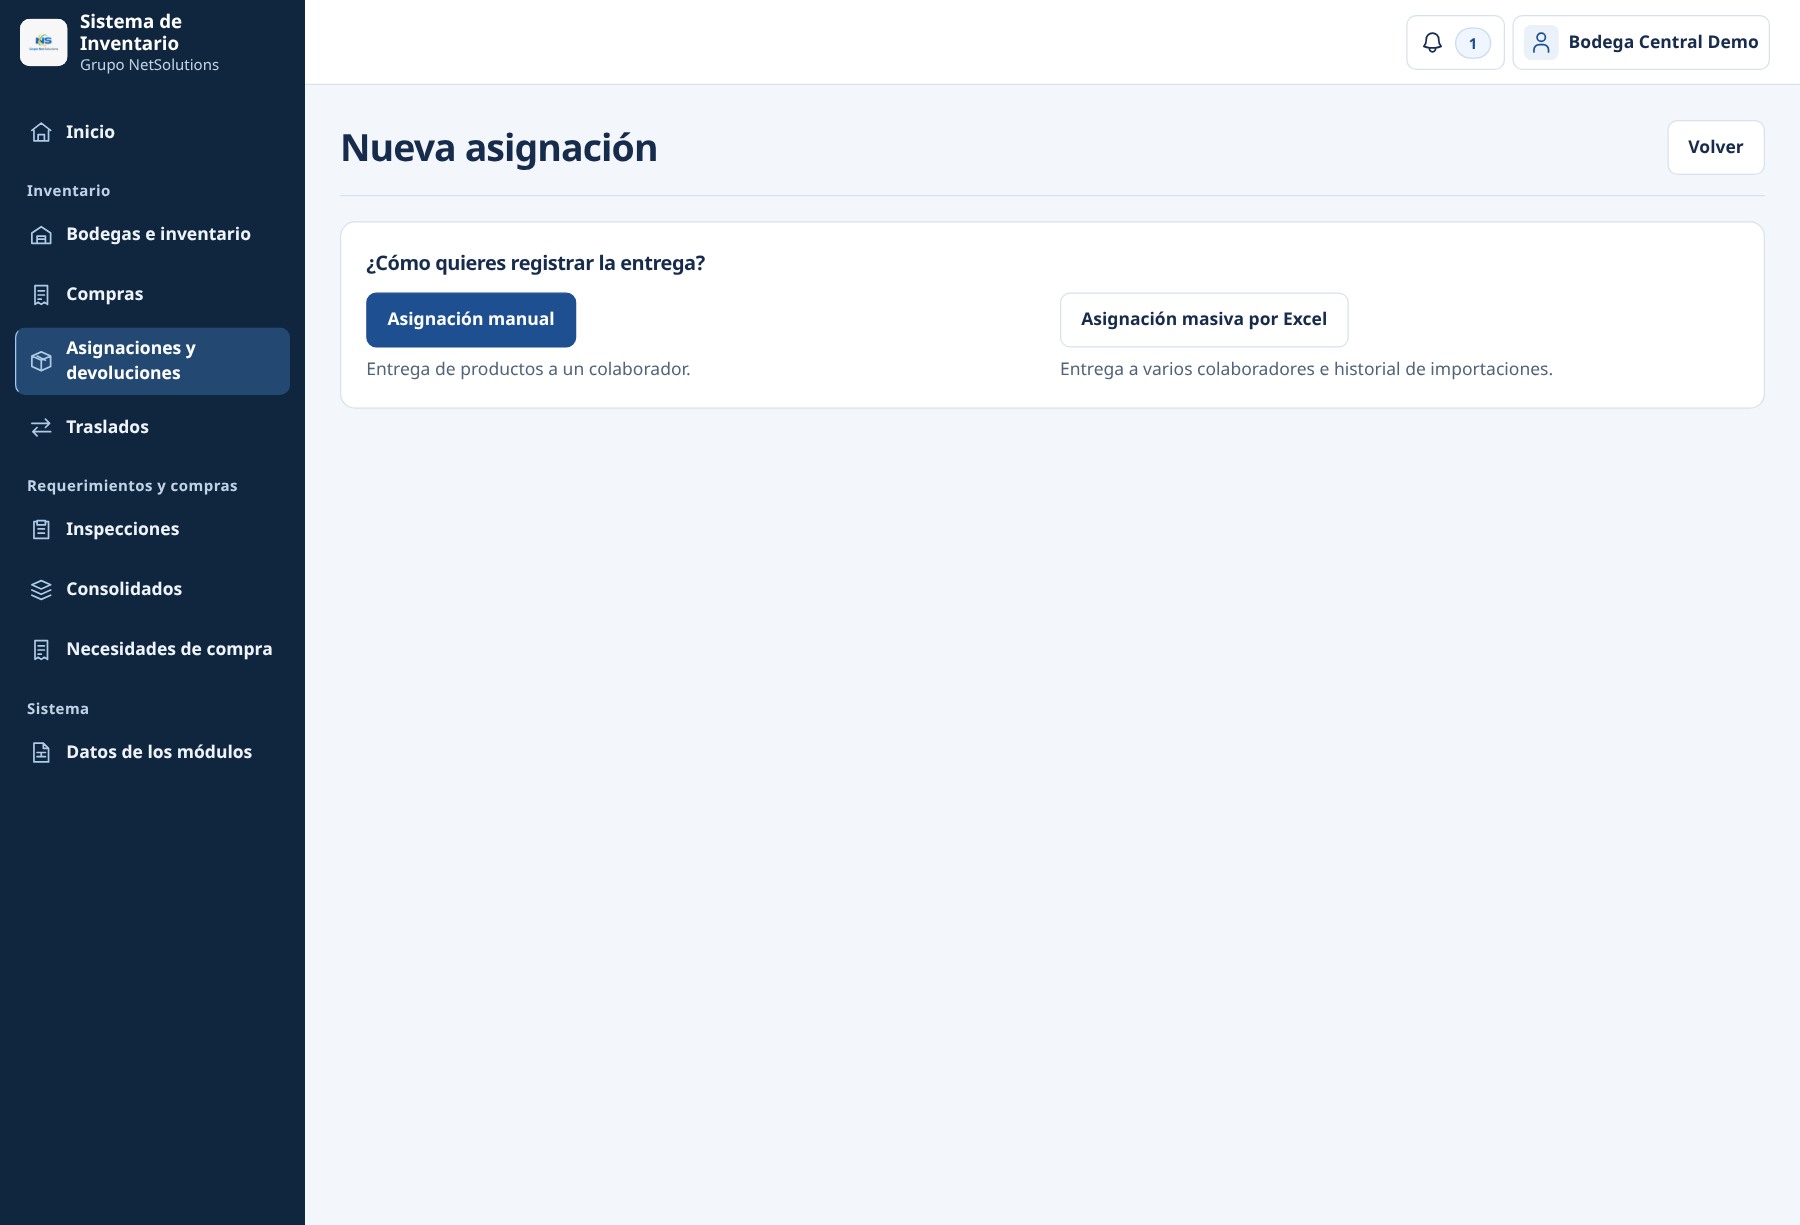 Sistema de
Inventario
Grupo NetSolutions
Inicio
Inventario
Bodegas e inventario
Compras
Asignaciones y
devoluciones
Traslados
Requerimientos y compras
Inspecciones
Consolidados
Necesidades de compra
Sistema
Datos de los módulos
1
Bodega Central Demo
Nueva asignación
Volver
¿Cómo quieres registrar la entrega?
Asignación manual
Entrega de productos a un colaborador.
Asignación masiva por Excel
Entrega a varios colaboradores e historial de importaciones.
NS